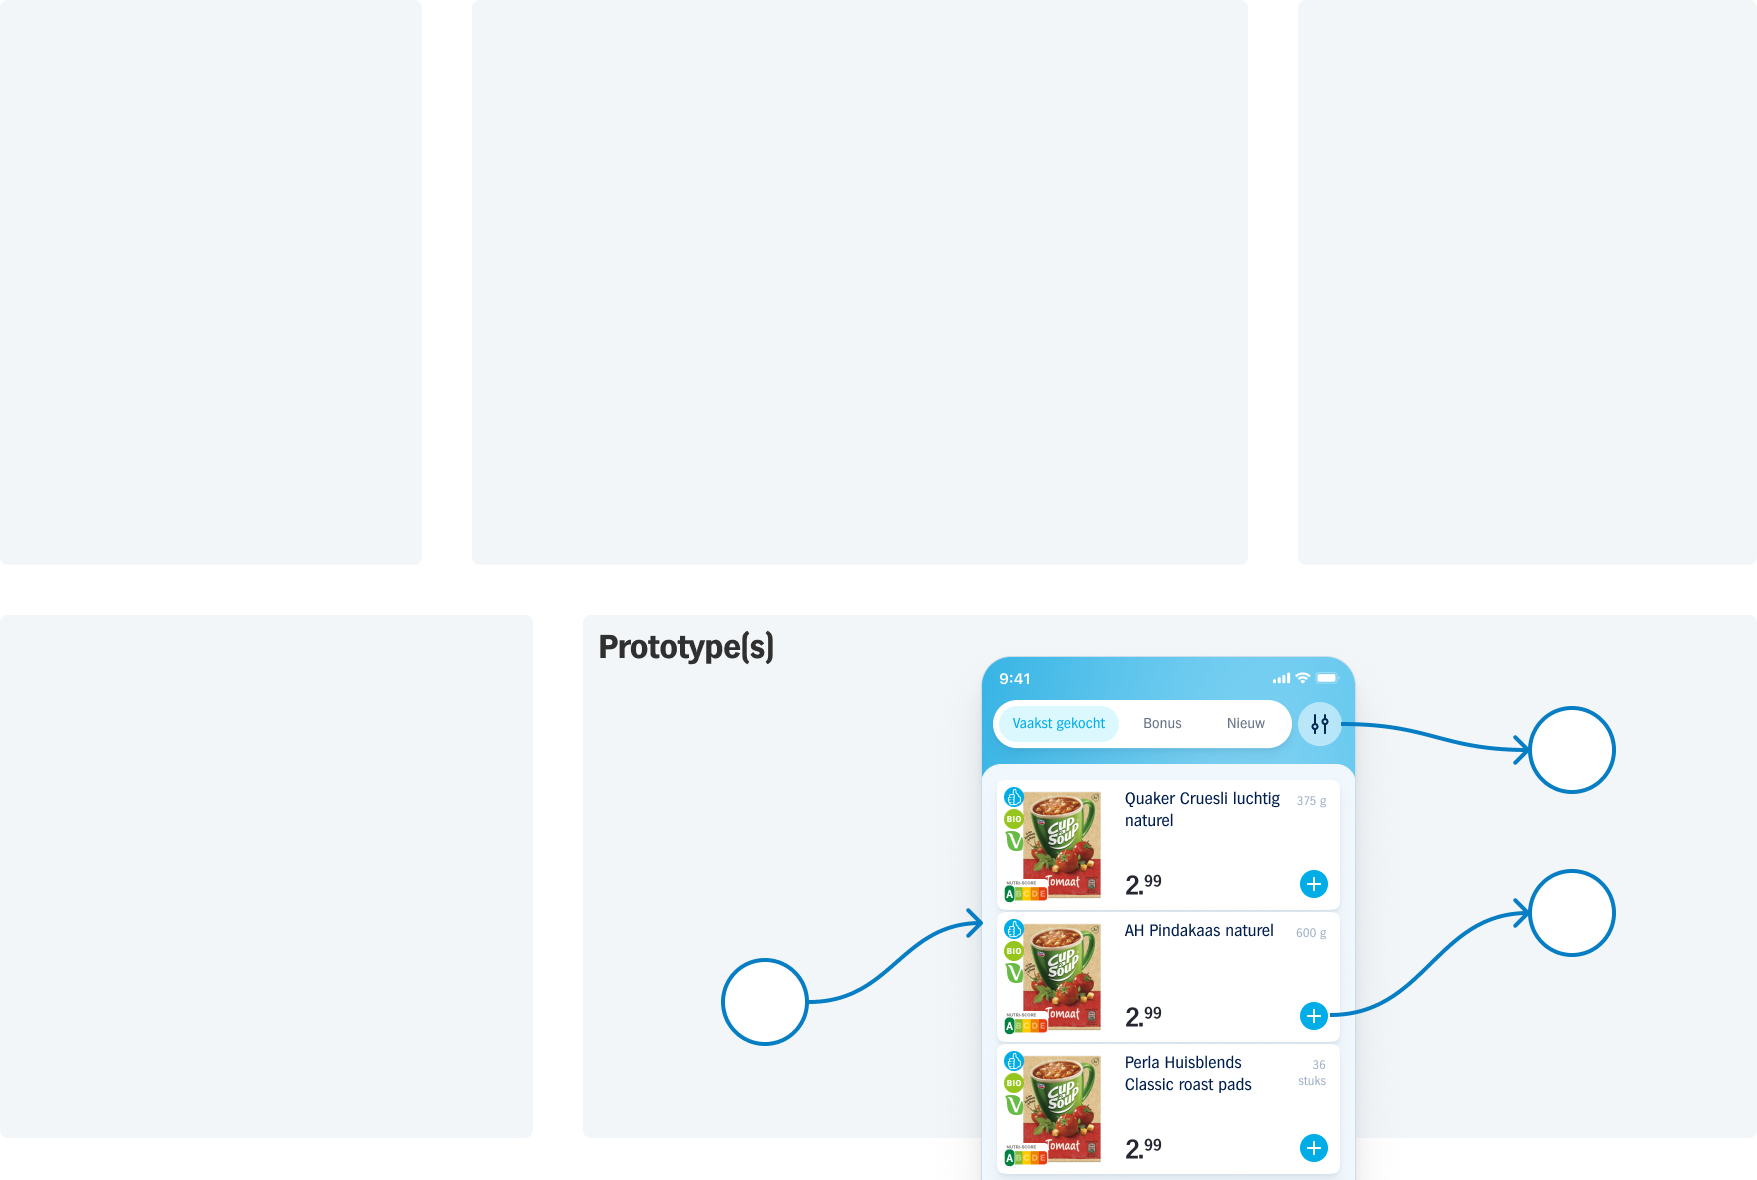 Prototype(s)
9:41
Vaakst gekocht
Bonus
Nieuw
Quaker Cruesli luchtig
naturel
375 g
BIO
Cup a Soup
Tomaat
NUTRI-SCORE
A B C D E
2.99
AH Pindakaas naturel
600 g
BIO
Cup a Soup
Tomaat
NUTRI-SCORE
A B C D E
2.99
Perla Huisblends
Classic roast pads
36
stuks
BIO
Cup a Soup
Tomaat
NUTRI-SCORE
A B C D E
2.99